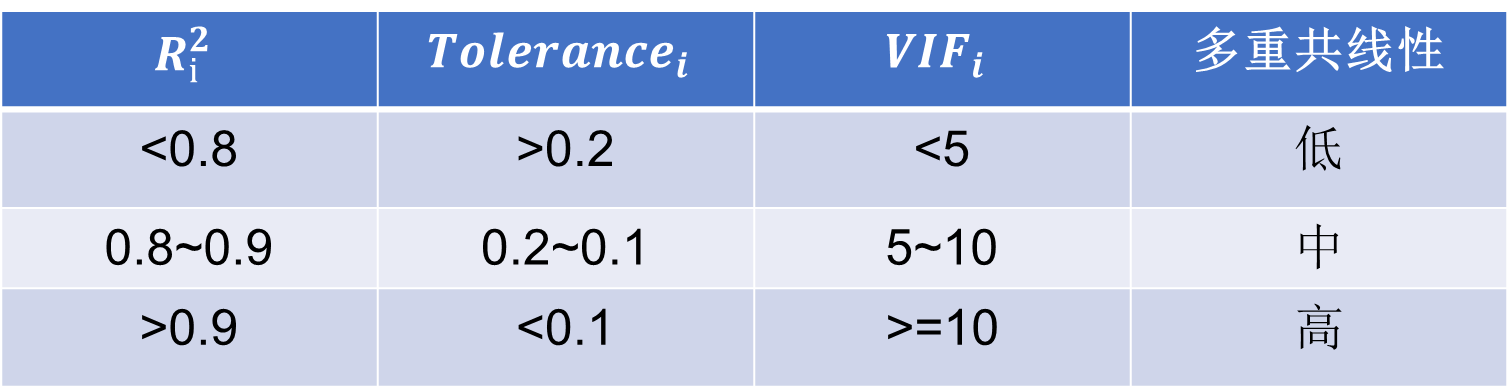 R_i^2 Tolerance_i VIF_i 多重共线性
<0.8 >0.2 <5 低
0.8~0.9 0.2~0.1 5~10 中
>0.9 <0.1 >=10 高